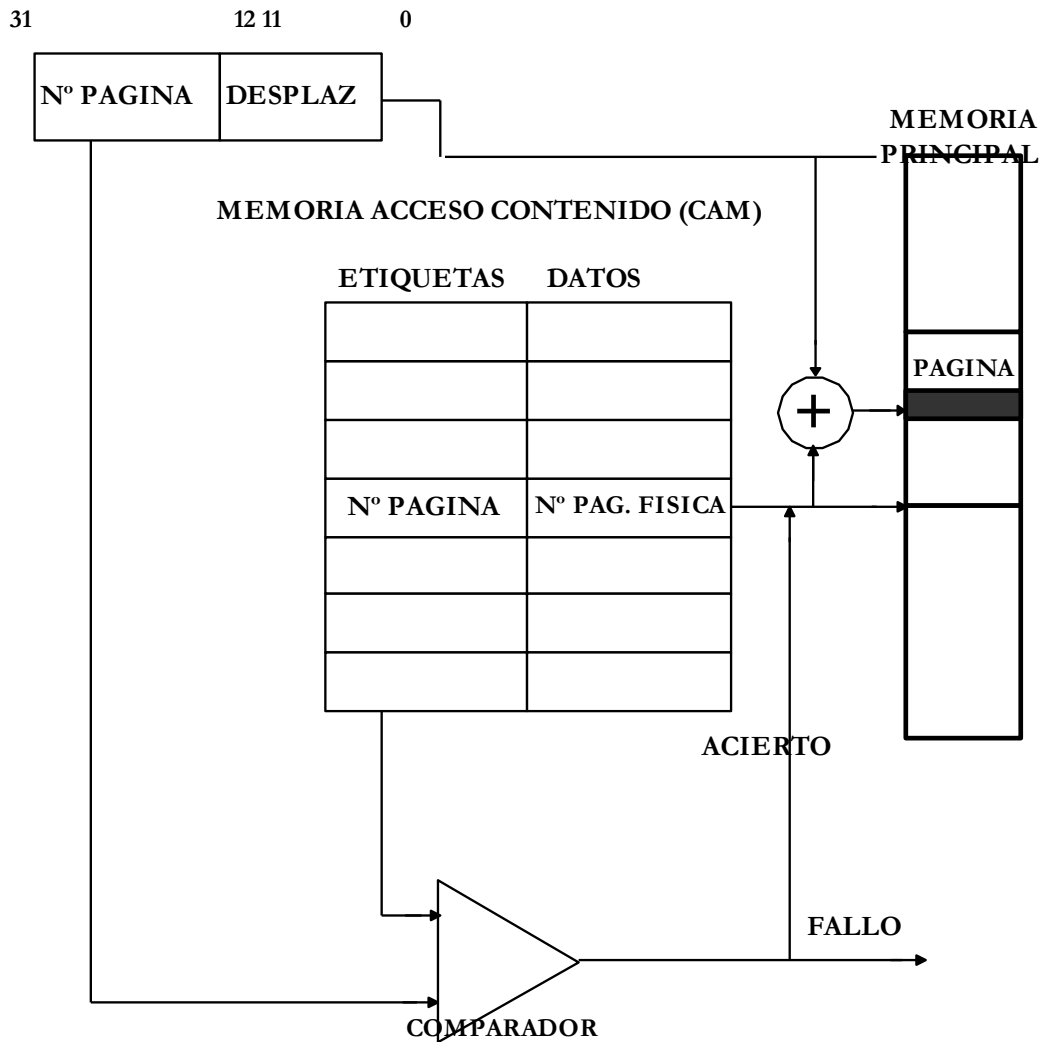 31 12 11 0
Nº PAGINA DESPLAZ
MEMORIA
PRINCIPAL
MEMORIA ACCESO CONTENIDO (CAM)
ETIQUETAS DATOS
PAGINA
+
Nº PAGINA Nº PAG. FISICA
ACIERTO
FALLO
COMPARADOR